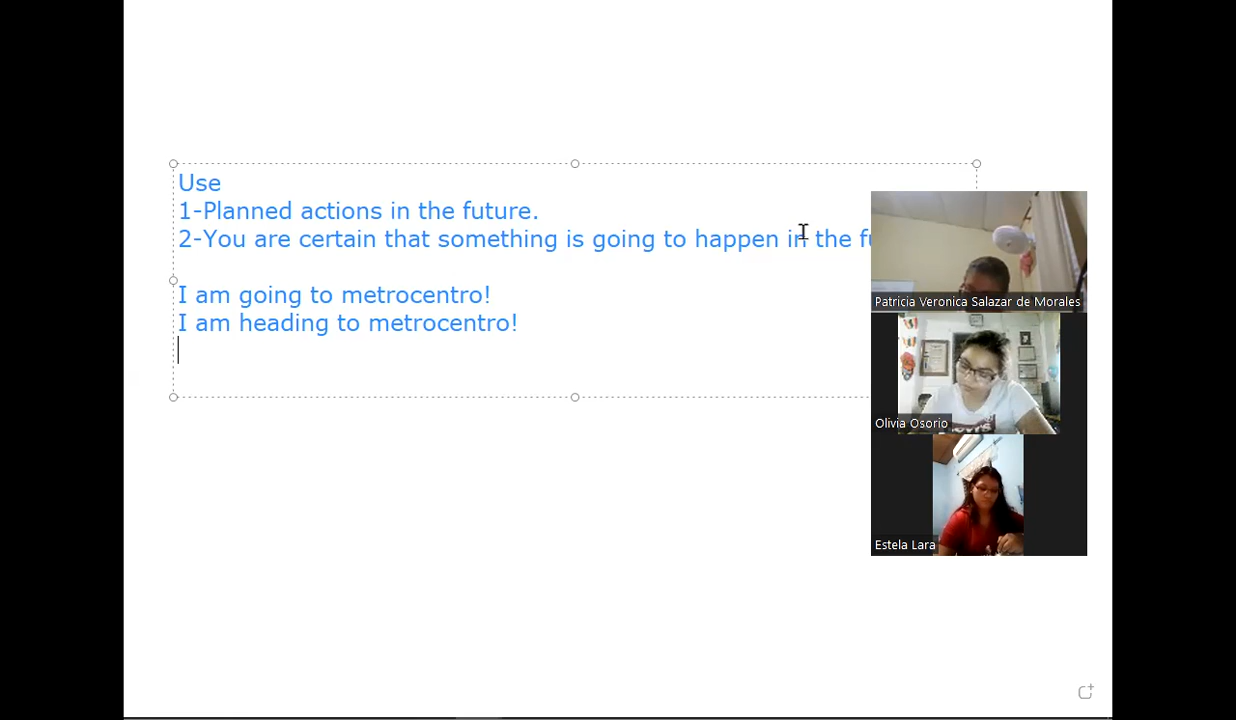 Use
1-Planned actions in the future.
2-You are certain that something is going to happen in the
I am going to metrocentro!
I am heading to metrocentro!
Patricia Veronica Salazar de Morales
Olivia Osorio
Estela Lara